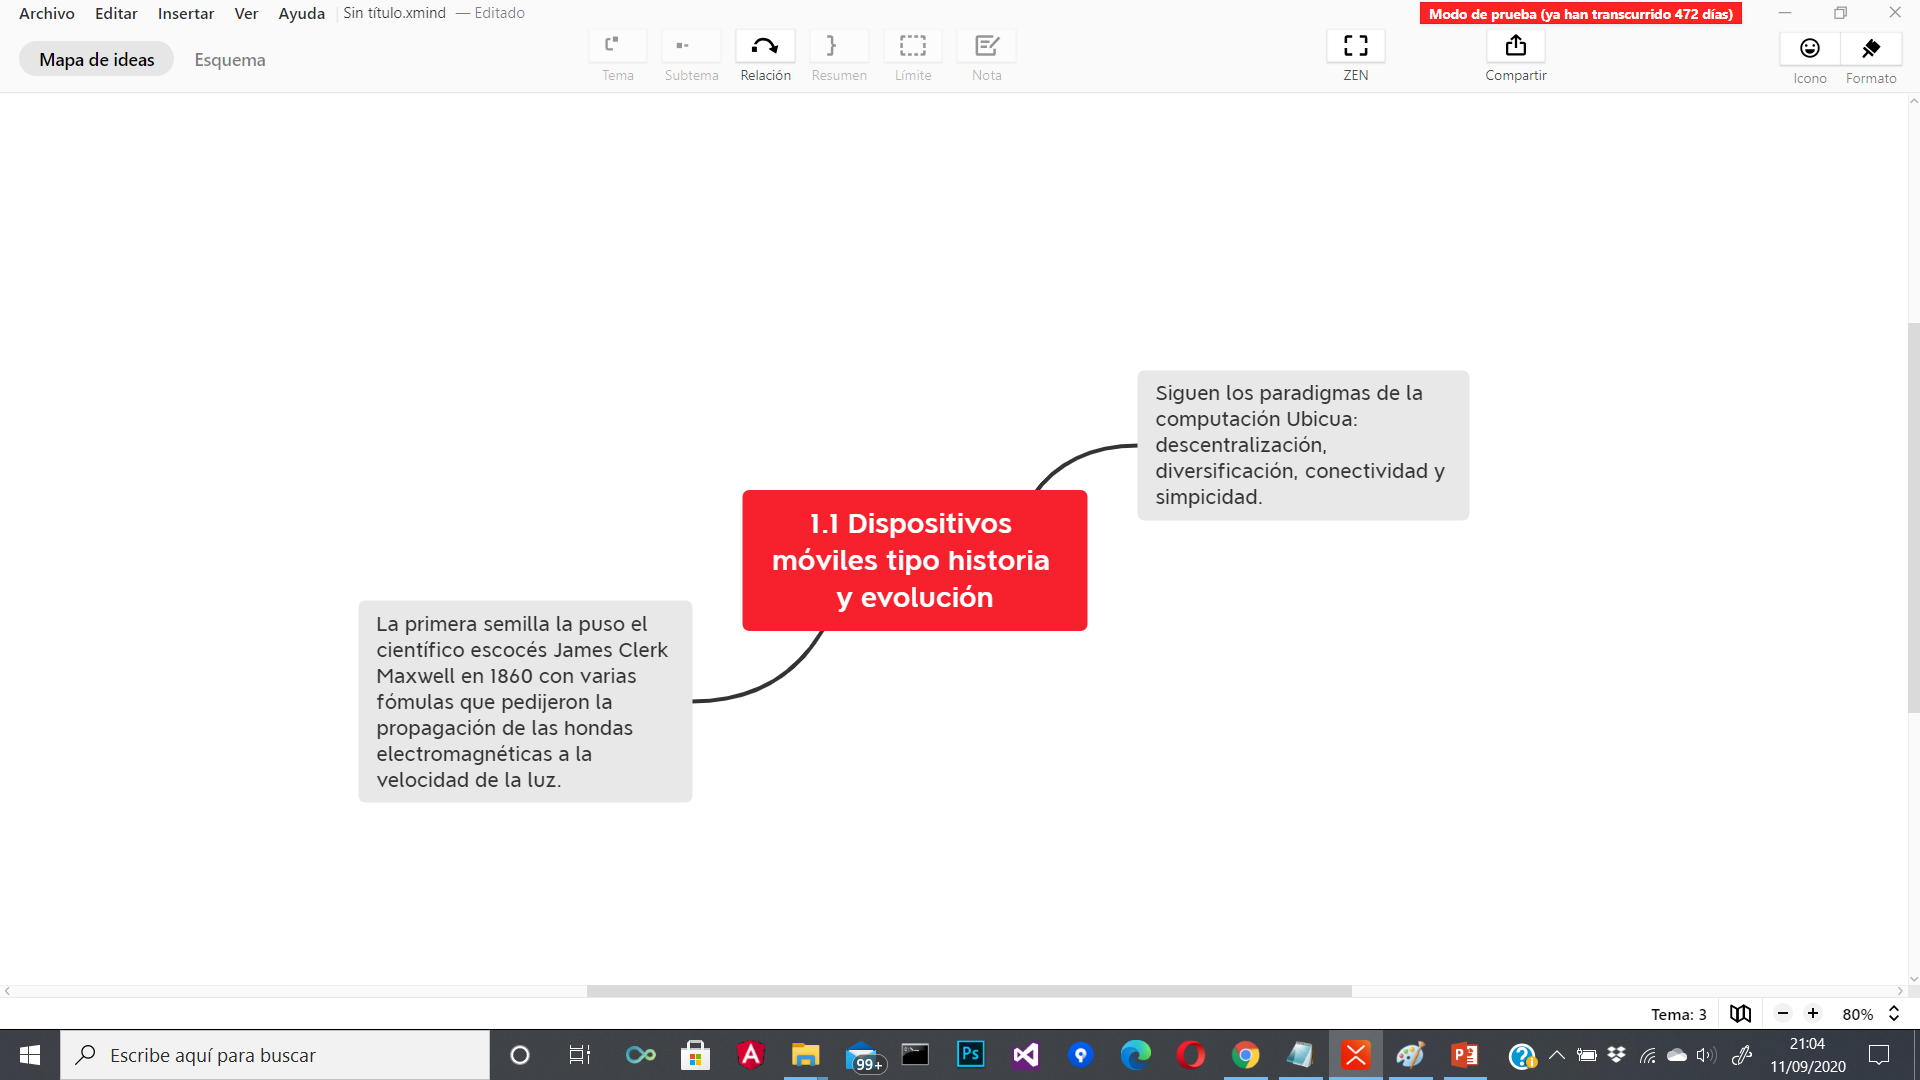 Archivo Editar Insertar Ver Ayuda Sin título.xmind — Editado
Modo de prueba (ya han transcurrido 472 días)
Mapa de ideas Esquema
Tema Subtema Relación Resumen Límite Nota ZEN Compartir Icono Formato
Siguen los paradigmas de la
computación Ubicua:
descentralización,
diversificación, conectividad y
simpicidad.
1.1 Dispositivos
móviles tipo historia
y evolución
La primera semilla la puso el
científico escocés James Clerk
Maxwell en 1860 con varias
fómulas que pedijeron la
propagación de las hondas
electromagnéticas a la
velocidad de la luz.
Tema: 3 80%
Escribe aquí para buscar
99+
Ps
21:04
11/09/2020